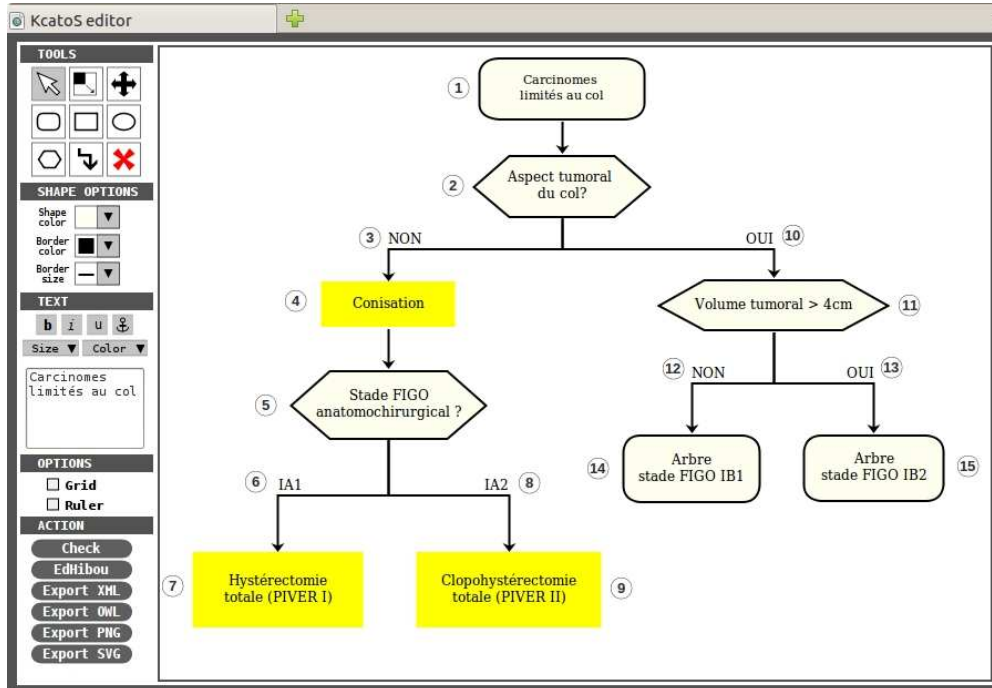 KcatoS editor
TOOLS
SHAPE OPTIONS
Shape
color
Border
color
Border
size
TEXT
b i u
Size ▼ Color ▼
Carcinomes
limités au col
OPTIONS
Grid
Ruler
ACTION
Check
EdHibou
Export XML
Export OWL
Export PNG
Export SVG
1
Carcinomes
limités au col
2
Aspect tumoral
du col?
3 NON
OUI 10
4
Conisation
Volume tumoral > 4cm
11
12 NON
OUI 13
5
Stade FIGO
anatomochirurgical ?
14
Arbre
stade FIGO IB1
Arbre
stade FIGO IB2
15
6 IA1
IA2 8
7
Hystérectomie
totale (PIVER I)
Clopohystérectomie
totale (PIVER II)
9